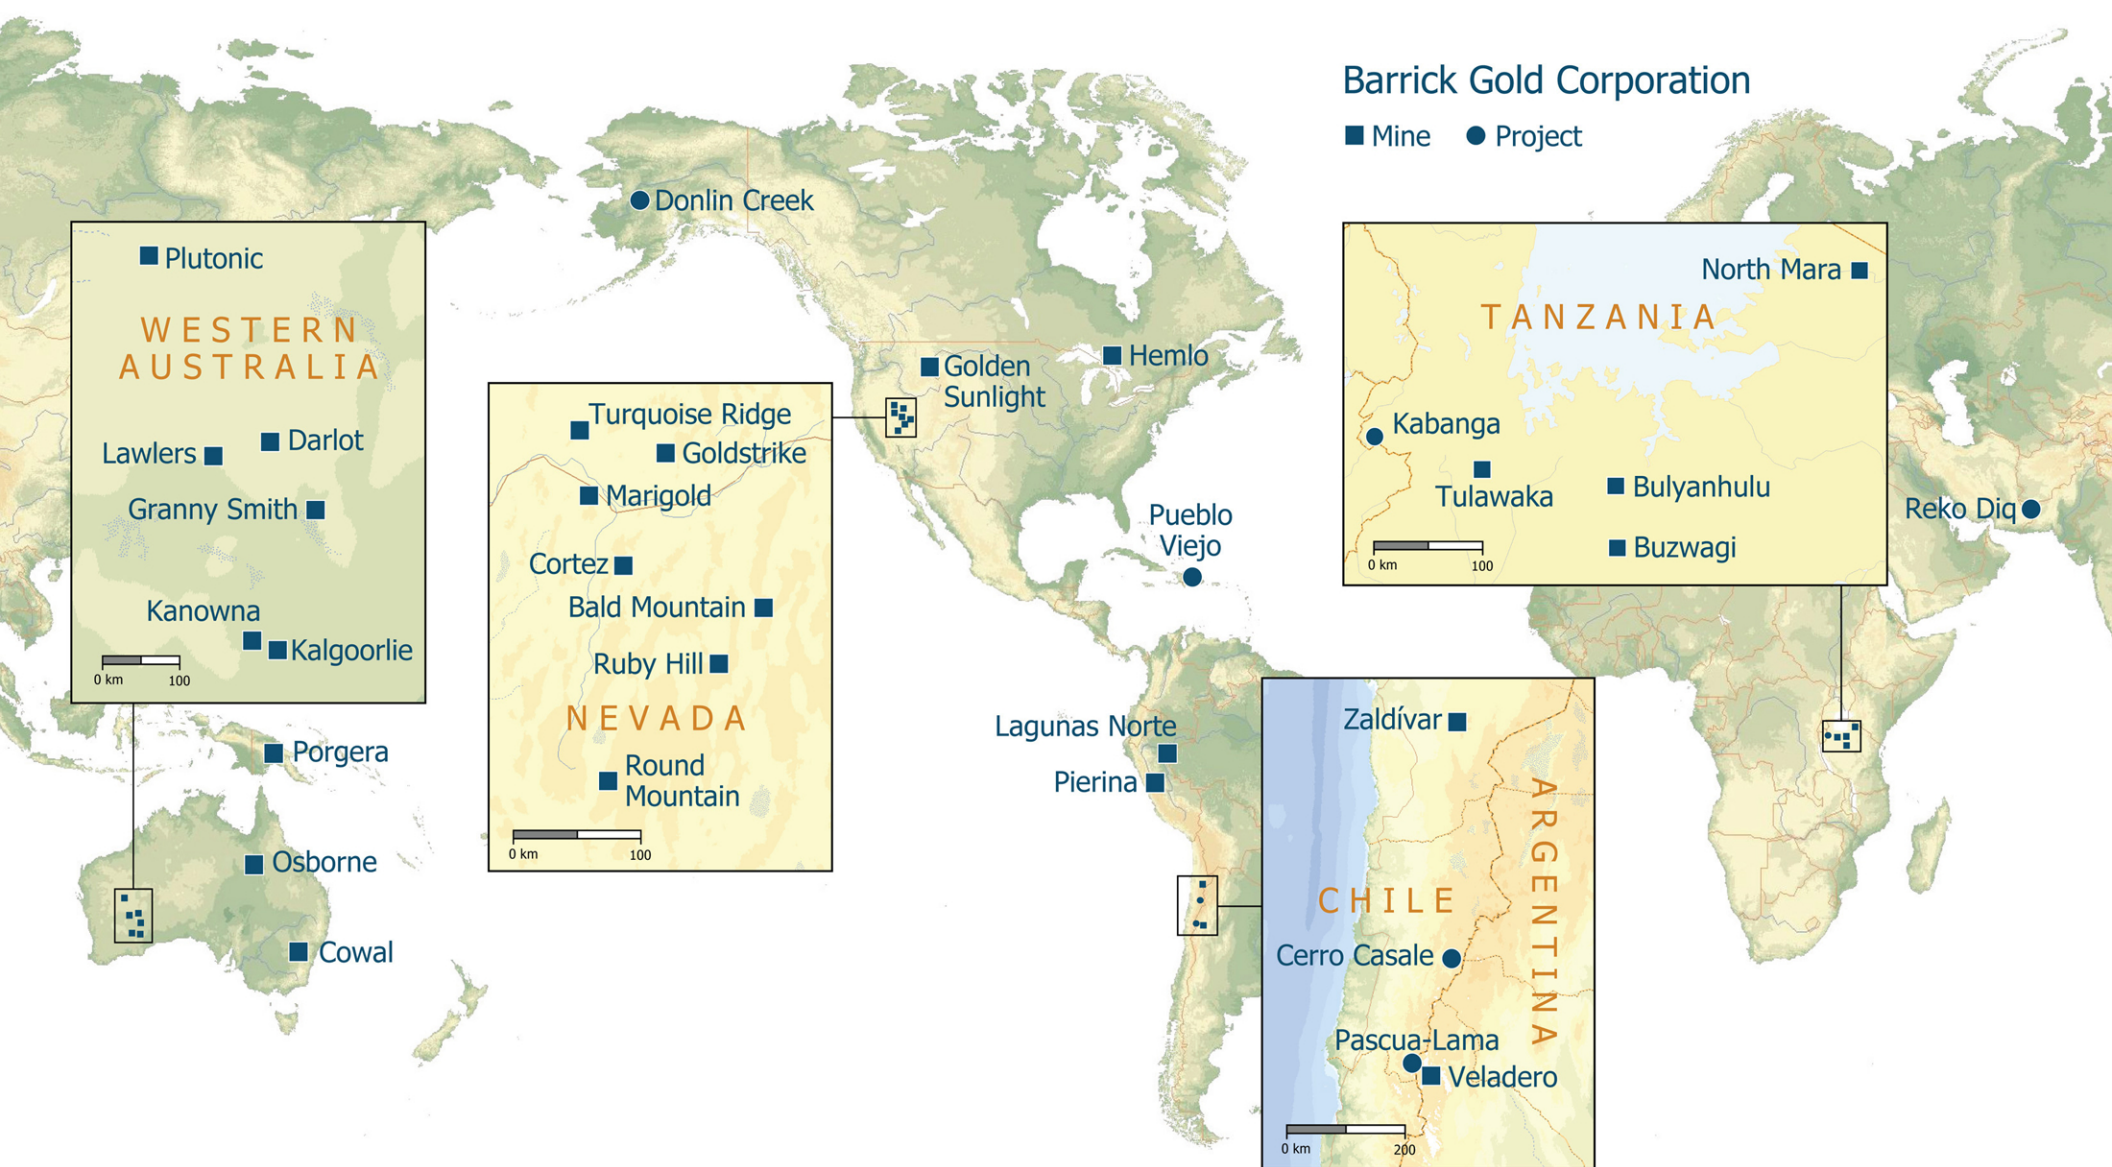 Barrick Gold Corporation
Mine
Project
Donlin Creek
Plutonic
WESTERN
AUSTRALIA
Lawlers
Darlot
Granny Smith
Kanowna
Kalgoorlie
0 km 100
Porgera
Osborne
Cowal
Turquoise Ridge
Goldstrike
Marigold
Cortez
Bald Mountain
Ruby Hill
NEVADA
Round
Mountain
0 km 100
Golden
Sunlight
Hemlo
Pueblo
Viejo
Lagunas Norte
Pierina
North Mara
TANZANIA
Kabanga
Tulawaka
Bulyanhulu
Buzwagi
0 km 100
Reko Diq
Zaldívar
ARGENTINA
CHILE
Cerro Casale
Pascua-Lama
Veladero
0 km 200